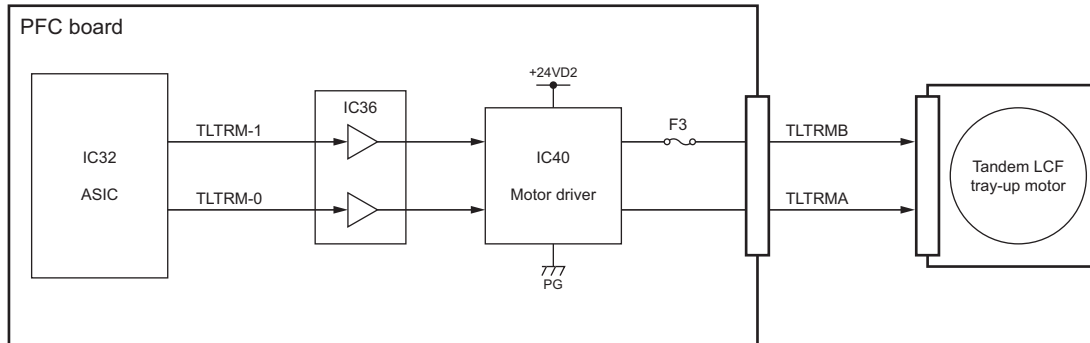 PFC board
+24VD2
IC36
TLTRM-1
F3
TLTRMB
IC32
ASIC
IC40
Motor driver
Tandem LCF
tray-up motor
TLTRM-0
TLTRMA
PG